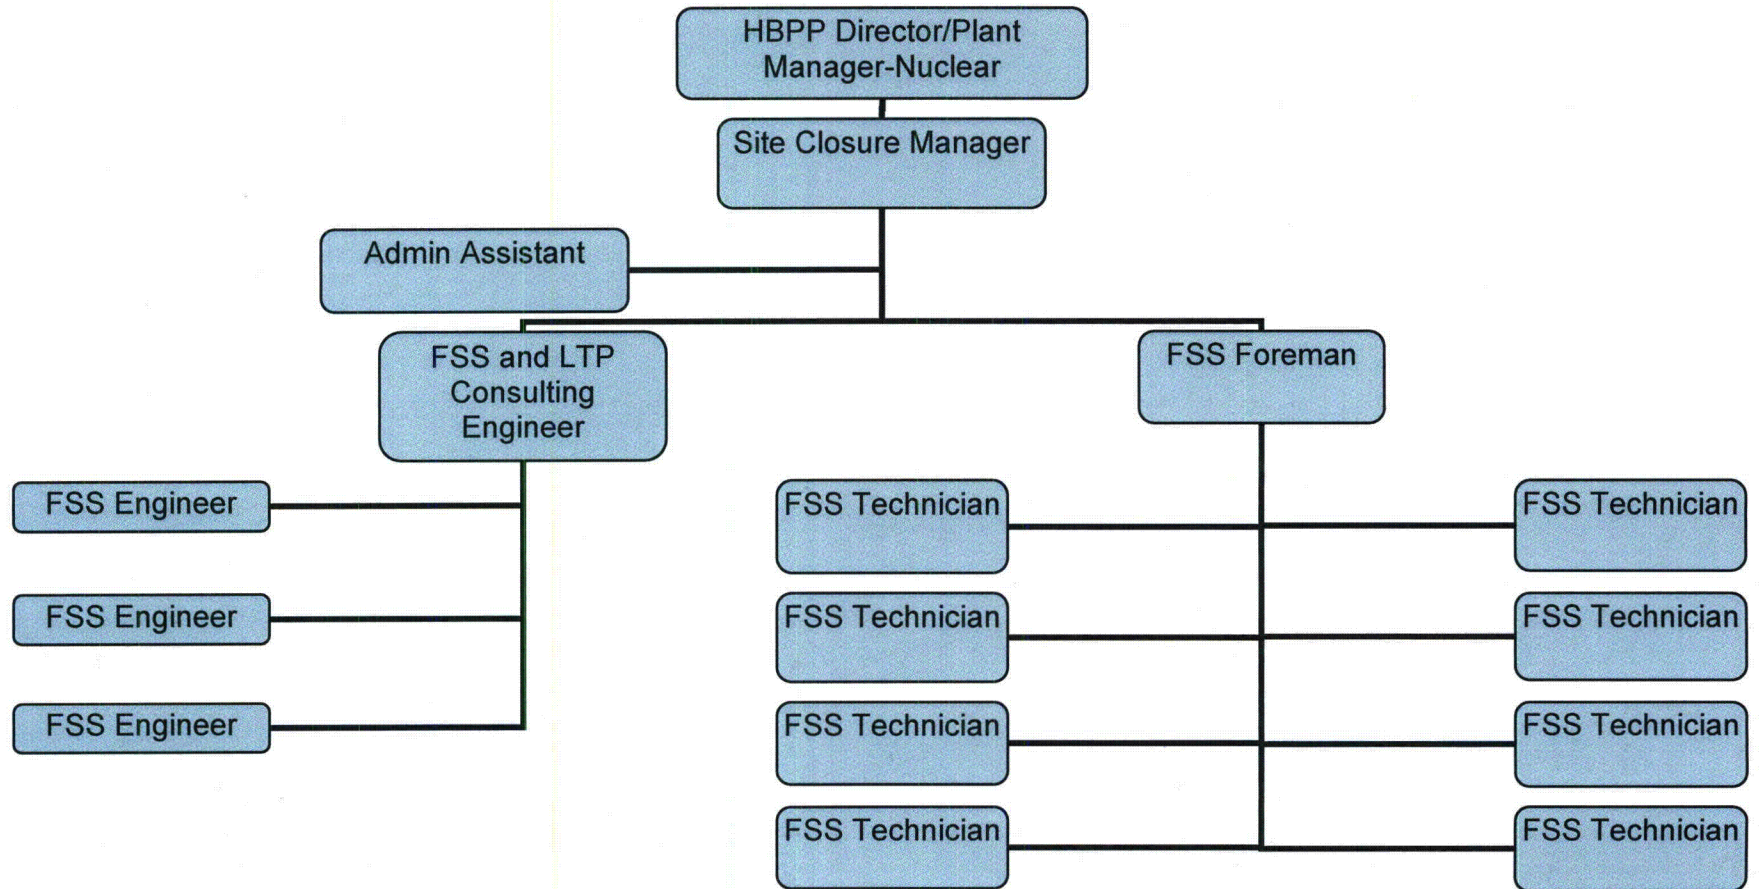 HBPP Director/Plant
Manager-Nuclear
Site Closure Manager
Admin Assistant
FSS and LTP
Consulting
Engineer
FSS Foreman
FSS Engineer
FSS Engineer
FSS Engineer
FSS Technician
FSS Technician
FSS Technician
FSS Technician
FSS Technician
FSS Technician
FSS Technician
FSS Technician